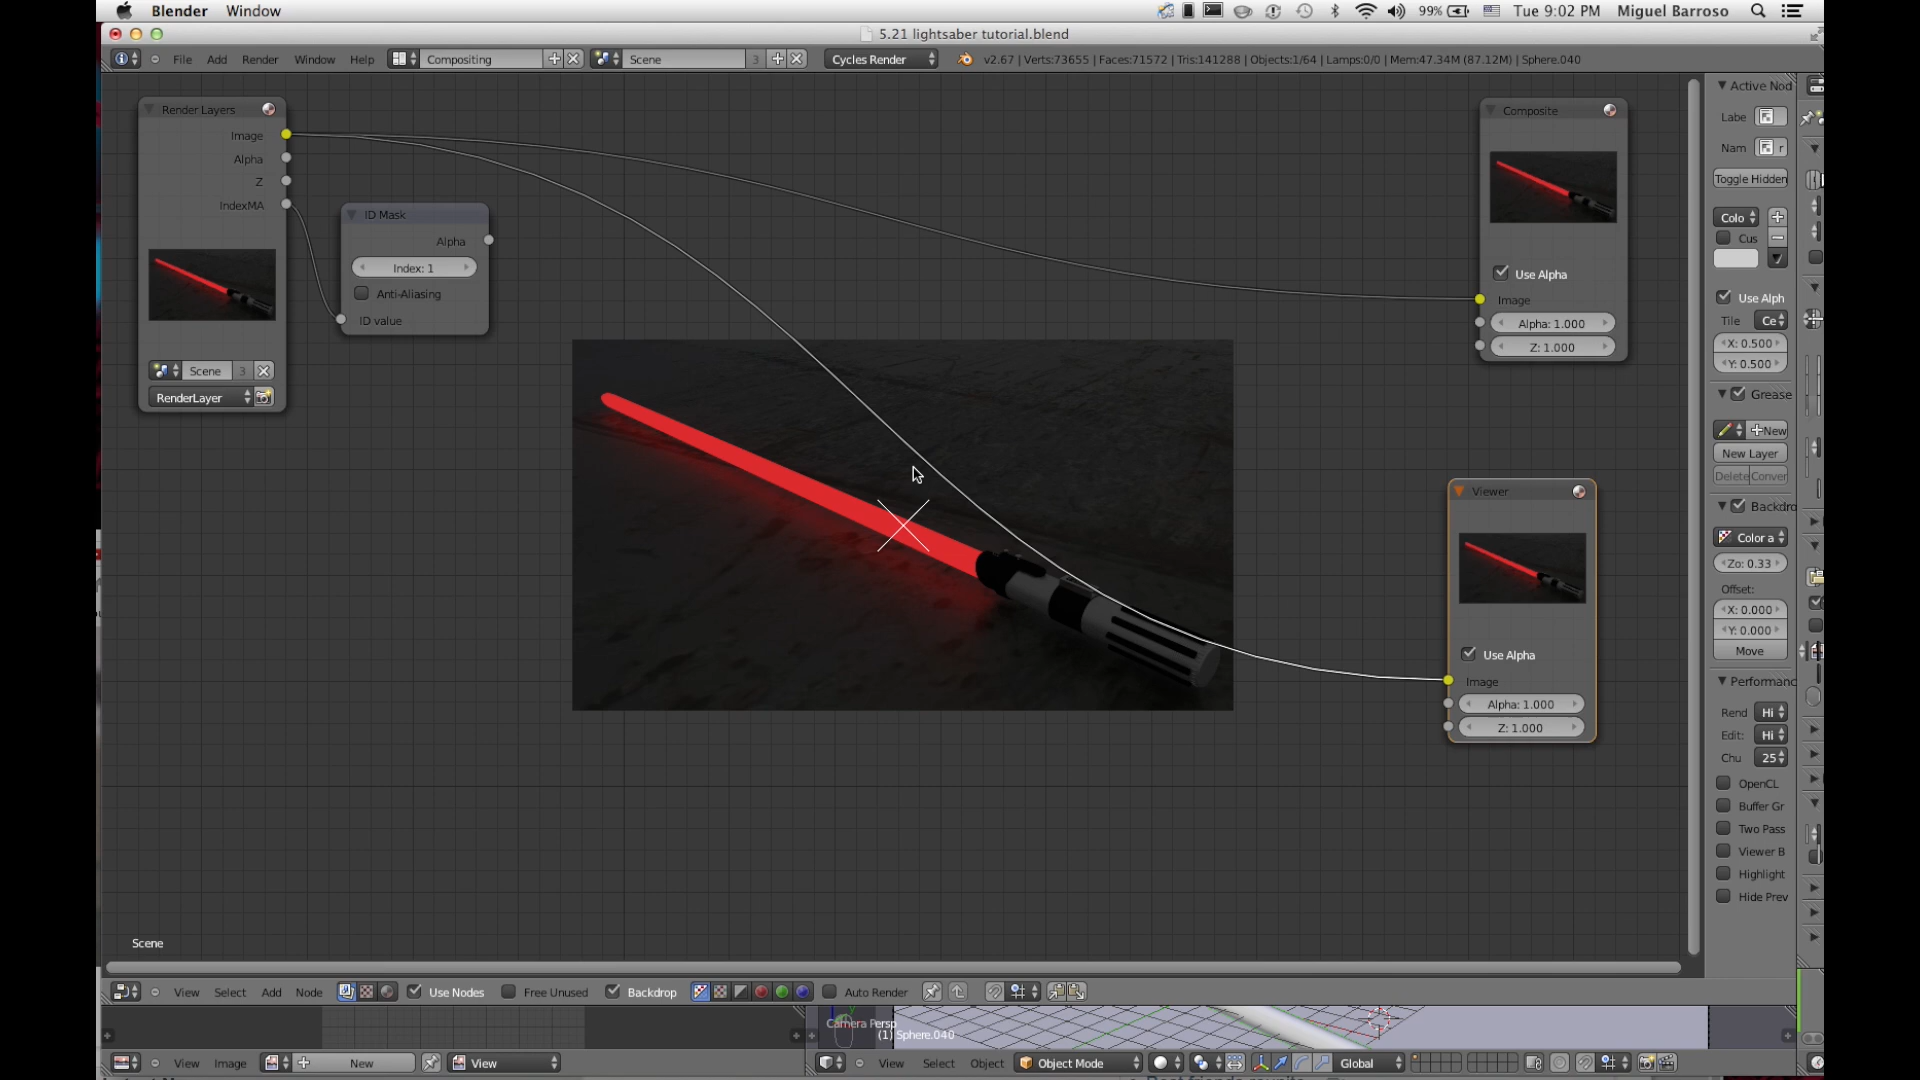 Blender Window 99% Tue 9:02 PM Miguel Barroso
5.21 lightsaber tutorial.blend
File Add Render Window Help Compositing Scene 3 Cycles Render v2.67 | Verts:73655 | Faces:71572 | Tris:141288 | Objects:1/64 | Lamps:0/0 | Mem:47.34M (87.12M) | Sphere.040
Render Layers
Image
Alpha
Z
IndexMA
Scene 3
RenderLayer
ID Mask
Alpha
Index: 1
Anti-Aliasing
ID value
Composite
Use Alpha
Image
Alpha: 1.000
Z: 1.000
Viewer
Use Alpha
Image
Alpha: 1.000
Z: 1.000
Active Nod
Labe
Nam r
Toggle Hidden
Colo
Cus
Use Alph
Tile Ce
X: 0.500
Y: 0.500
Grease
New
New Layer
Delete Conver
Backdro
Color a
Zo: 0.33
Offset:
X: 0.000
Y: 0.000
Move
Performanc
Rend Hi
Edit: Hi
Chu 25
OpenCL
Buffer Gr
Two Pass
Viewer B
Highlight
Hide Prev
Scene
View Select Add Node Use Nodes Free Unused Backdrop Auto Render
Camera Persp
(1) Sphere.040
View Image New View
View Select Object Object Mode Global